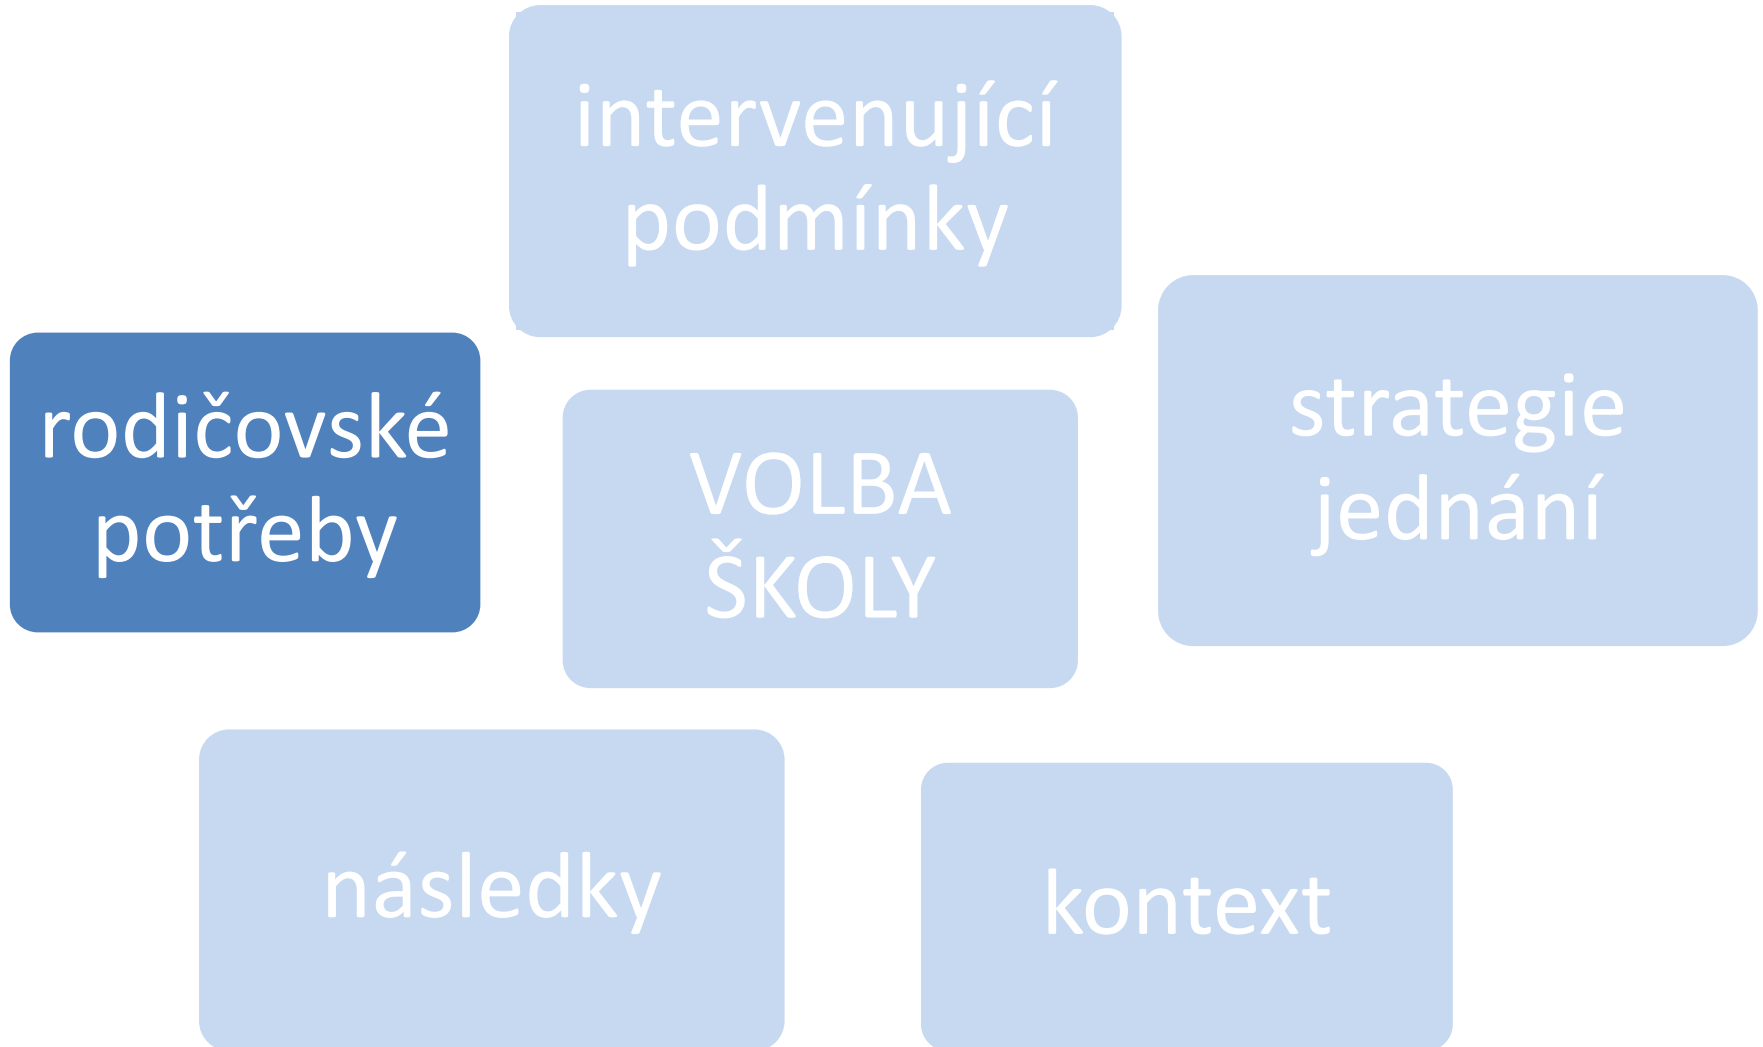 intervenující
podmínky
rodičovské
potřeby
VOLBA
ŠKOLY
strategie
jednání
následky
kontext